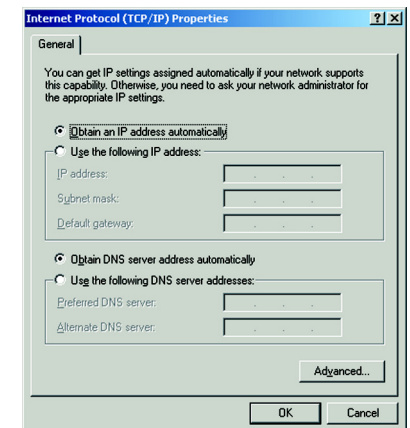 Internet Protocol (TCP/IP) Properties
General
You can get IP settings assigned automatically if your network supports
this capability. Otherwise, you need to ask your network administrator for
the appropriate IP settings.
Obtain an IP address automatically
Use the following IP address:
IP address:
Subnet mask:
Default gateway:
Obtain DNS server address automatically
Use the following DNS server addresses:
Preferred DNS server:
Alternate DNS server:
Advanced...
OK
Cancel